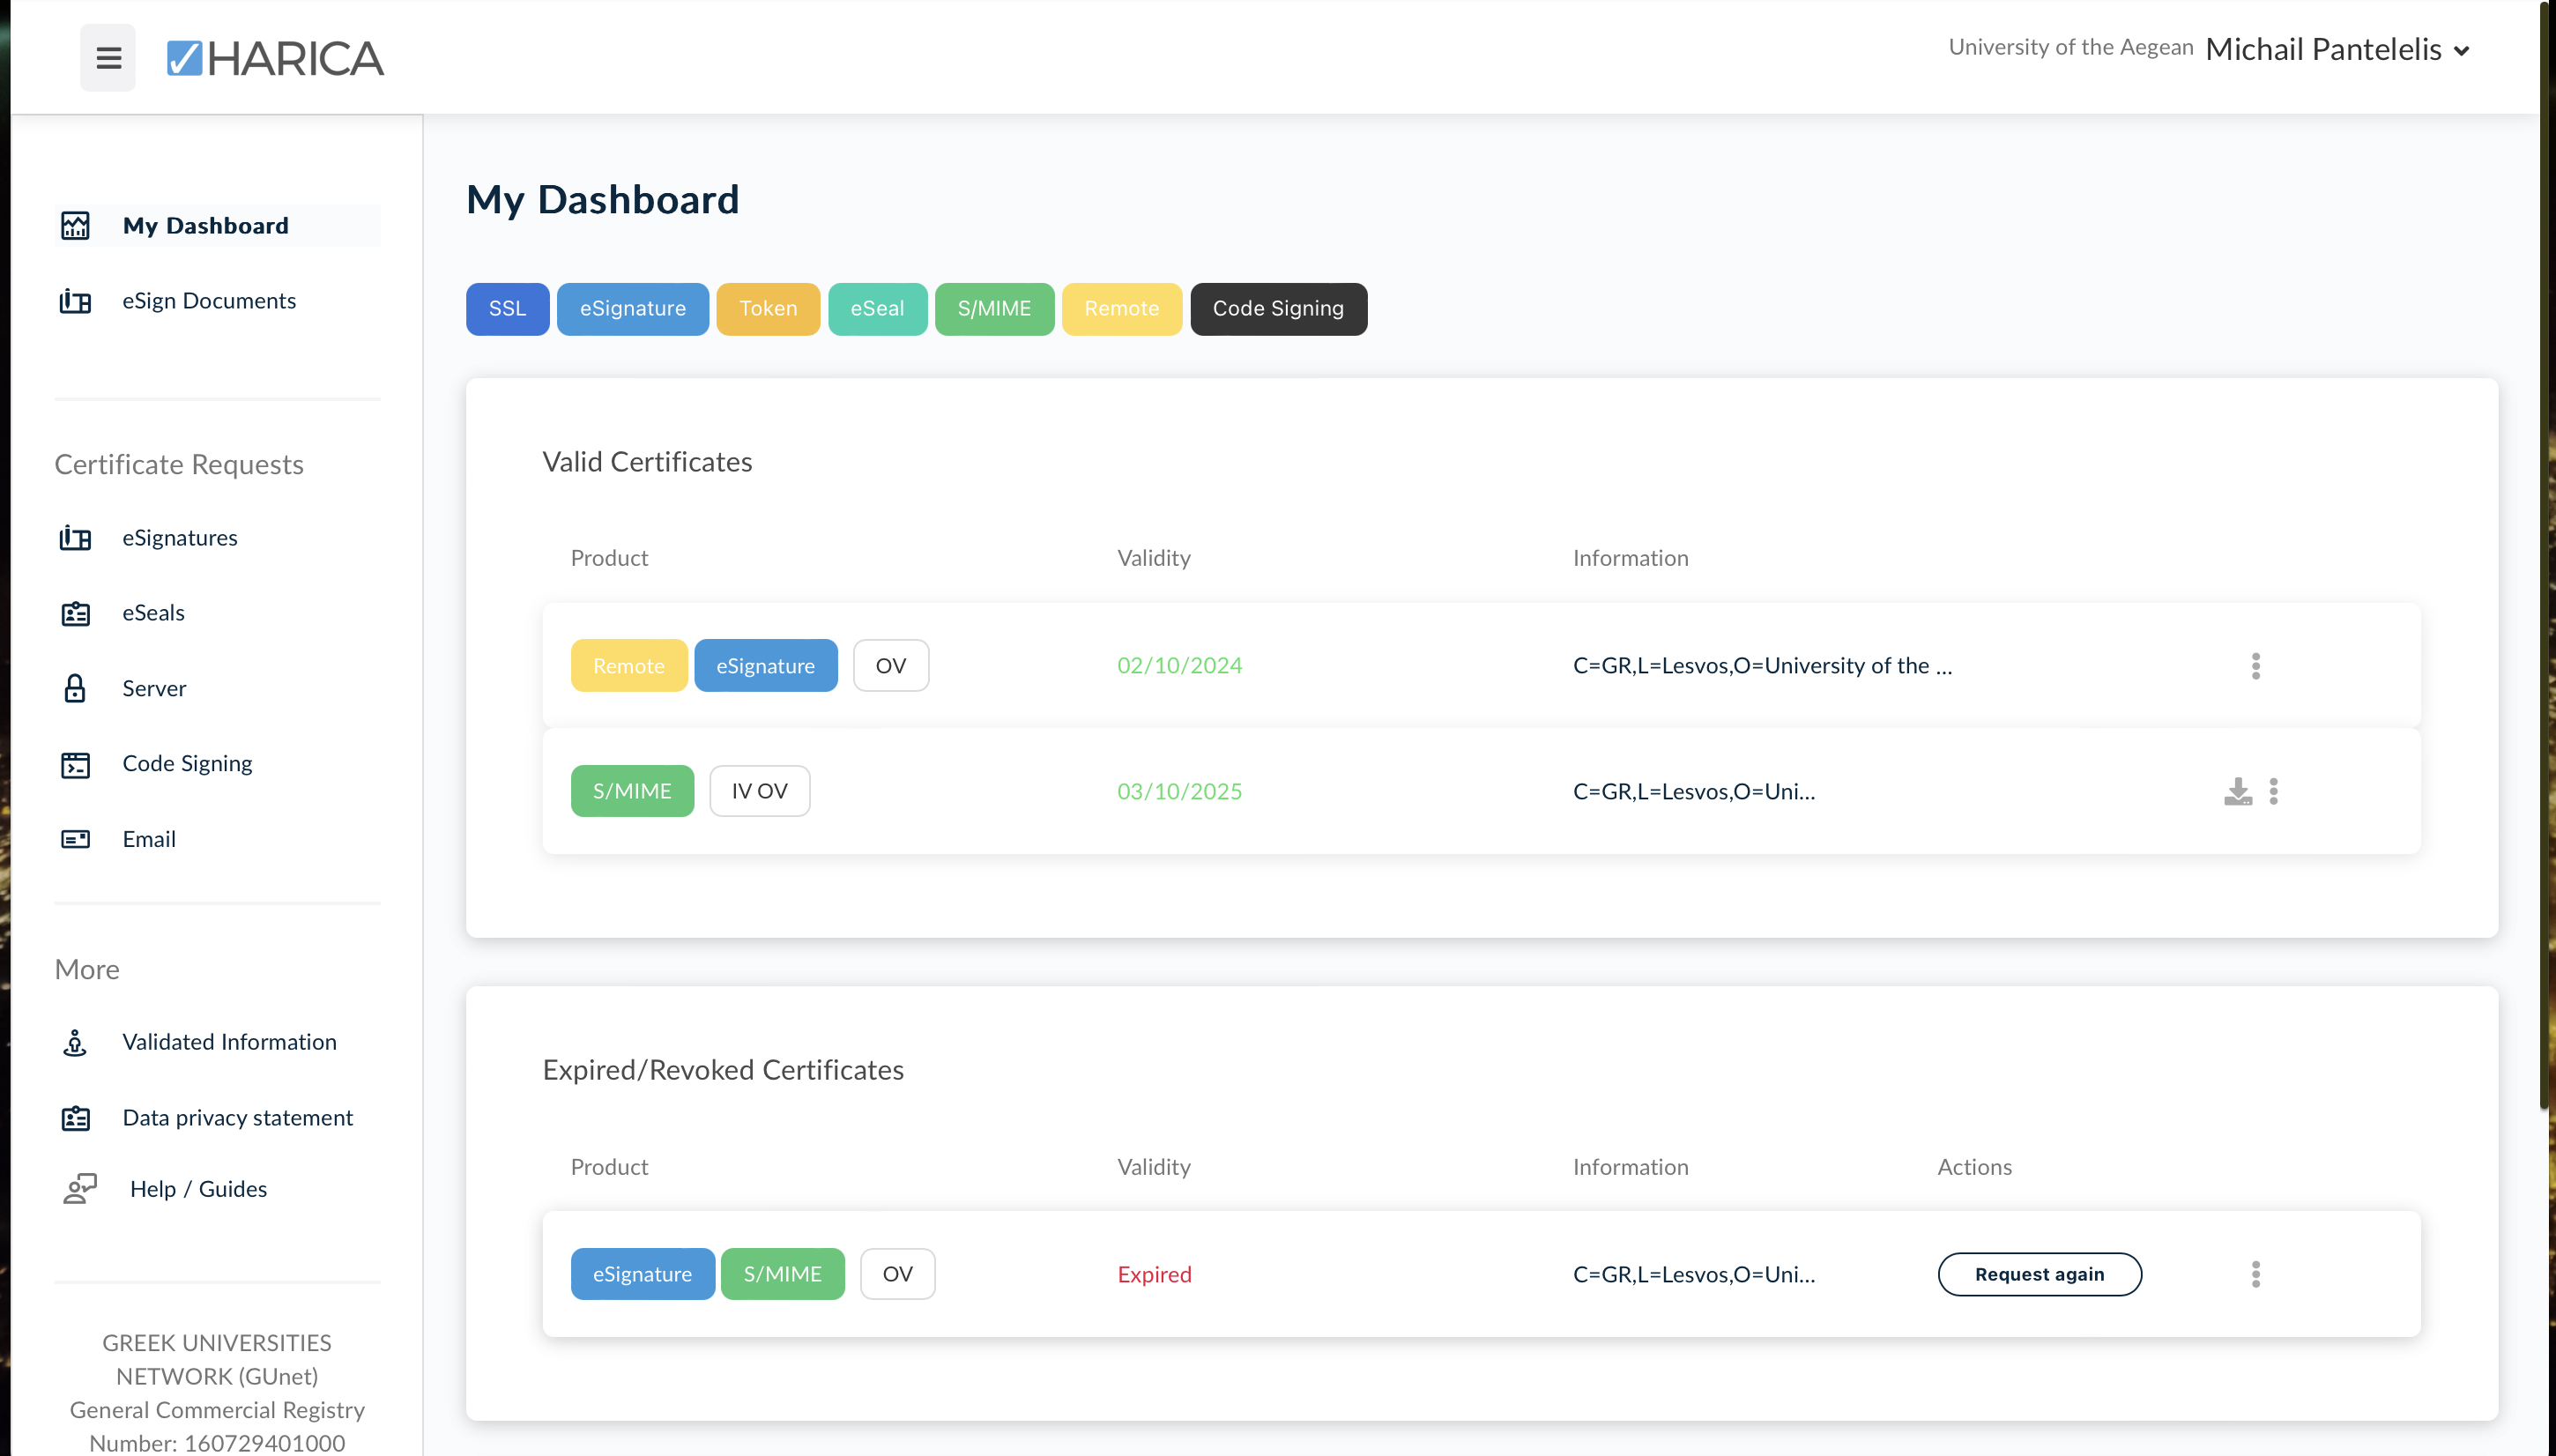 HARICA
University of the Aegean Michail Pantelelis
My Dashboard
eSign Documents
Certificate Requests
eSignatures
eSeals
Server
Code Signing
Email
More
Validated Information
Data privacy statement
Help / Guides
GREEK UNIVERSITIES
NETWORK (GUnet)
General Commercial Registry
Number: 160729401000
My Dashboard
SSL eSignature Token eSeal S/MIME Remote Code Signing
Valid Certificates
Product Validity Information
Remote eSignature OV 02/10/2024 C=GR,L=Lesvos,O=University of the ...
S/MIME IV OV 03/10/2025 C=GR,L=Lesvos,O=Uni...
Expired/Revoked Certificates
Product Validity Information Actions
eSignature S/MIME OV Expired C=GR,L=Lesvos,O=Uni... Request again